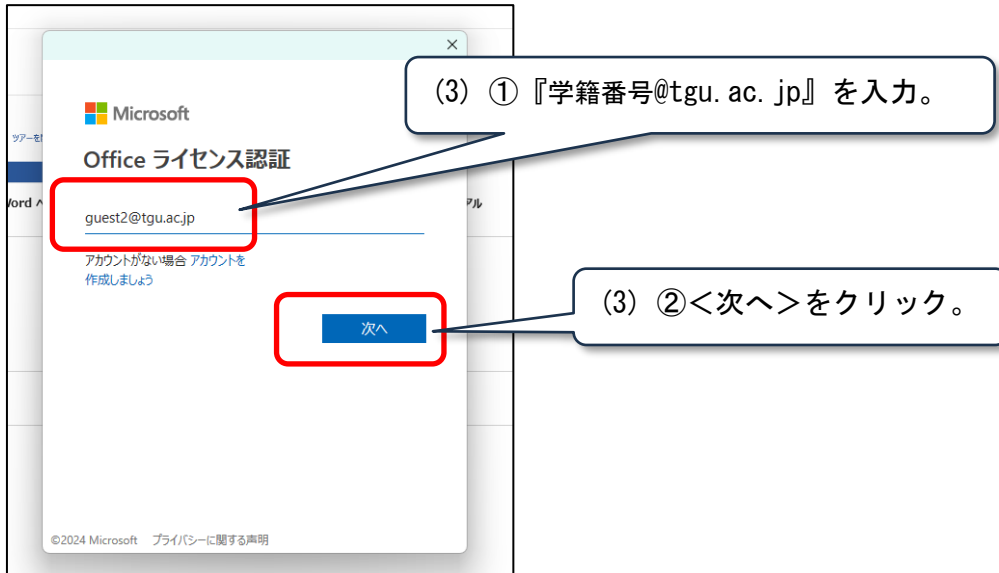 (3) ①『学籍番号@tgu.ac.jp』を入力。
Microsoft
Office ライセンス認証
guest2@tgu.ac.jp
アカウントがない場合 アカウントを
作成しましょう
(3) ②<次へ>をクリック。
次へ
©2024 Microsoft プライバシーに関する声明